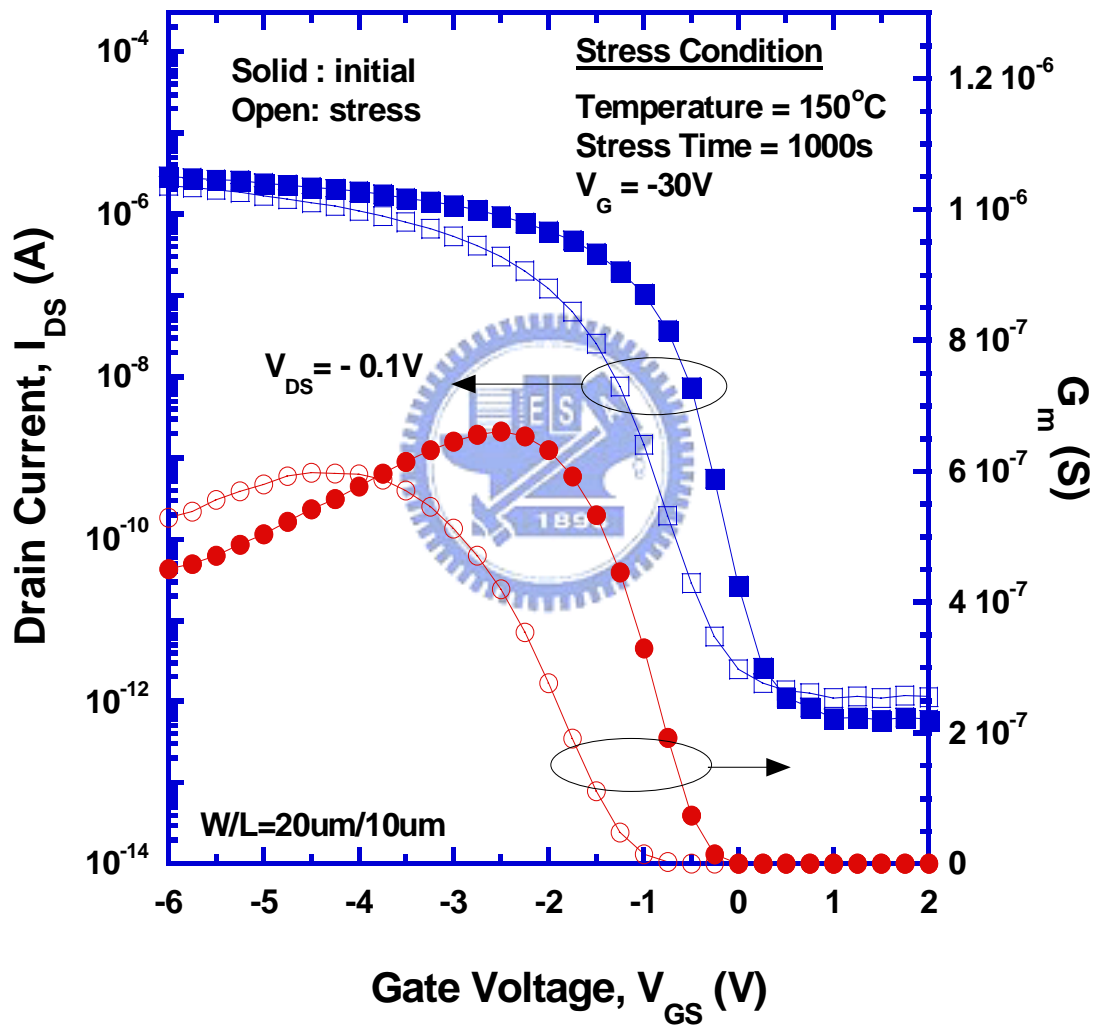 Solid : initial
Open: stress
Stress Condition
Temperature = 150°C
Stress Time = 1000s
V_G = -30V
V_DS = - 0.1V
W/L=20um/10um
E S
1896
Drain Current, I_DS (A)
10^-4
10^-6
10^-8
10^-10
10^-12
10^-14
1.2 10^-6
1 10^-6
8 10^-7
6 10^-7
4 10^-7
2 10^-7
0
G_m (S)
-6 -5 -4 -3 -2 -1 0 1 2
Gate Voltage, V_GS (V)